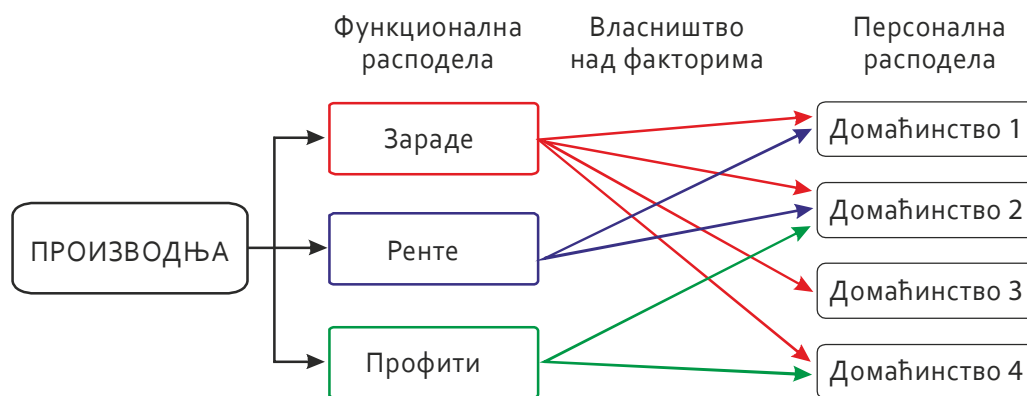 Функционална
расподела
Власништво
над факторима
Персонална
расподела
ПРОИЗВОДЊА
Зараде
Ренте
Профити
Домаћинство 1
Домаћинство 2
Домаћинство 3
Домаћинство 4